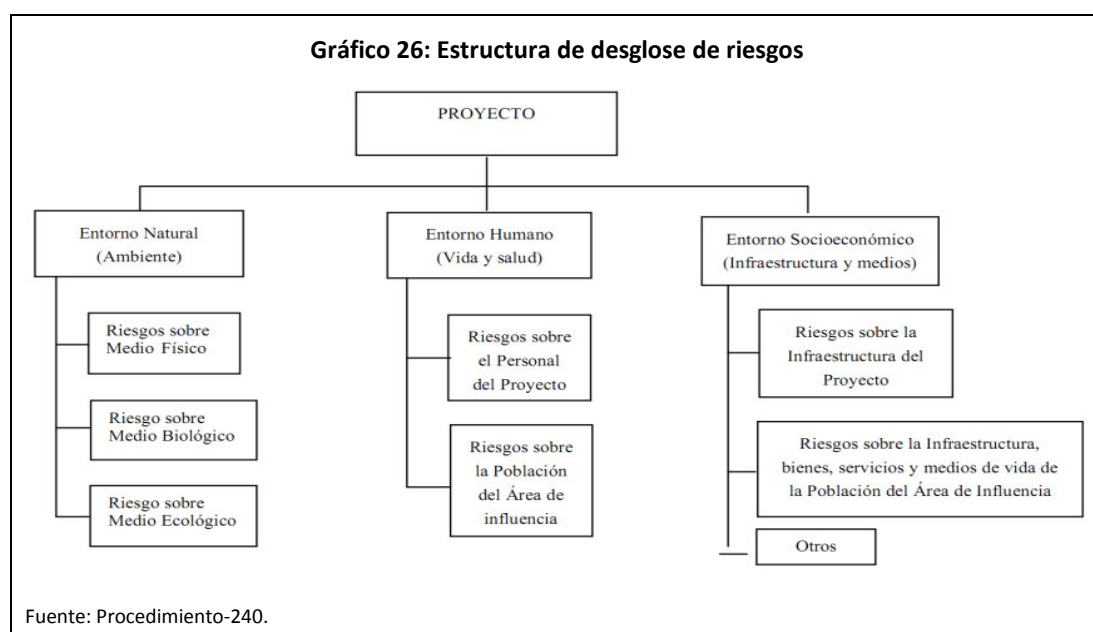 Gráfico 26: Estructura de desglose de riesgos
PROYECTO
Entorno Natural
(Ambiente)
Riesgos sobre
Medio Físico
Riesgo sobre
Medio Biológico
Riesgo sobre
Medio Ecológico
Entorno Humano
(Vida y salud)
Riesgos sobre
el Personal
del Proyecto
Riesgos sobre
la Población
del Área de
influencia
Entorno Socioeconómico
(Infraestructura y medios)
Riesgos sobre la
Infraestructura del
Proyecto
Riesgos sobre la Infraestructura,
bienes, servicios y medios de vida de
la Población del Área de Influencia
Otros
Fuente: Procedimiento-240.